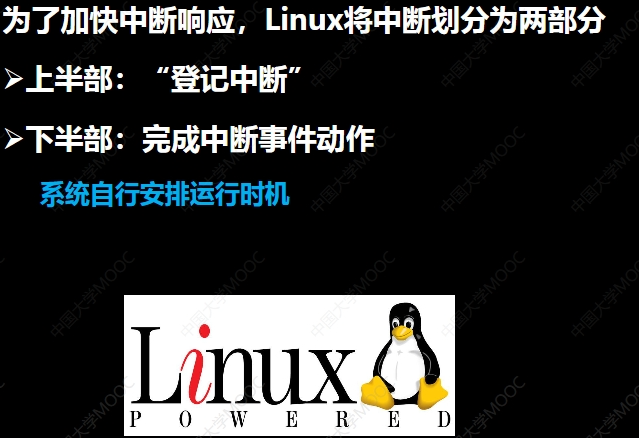 为了加快中断响应，Linux将中断划分为两部分
➢上半部：“登记中断”
➢下半部：完成中断事件动作
系统自行安排运行时机
Linux
POWERED
中国大学MOOC